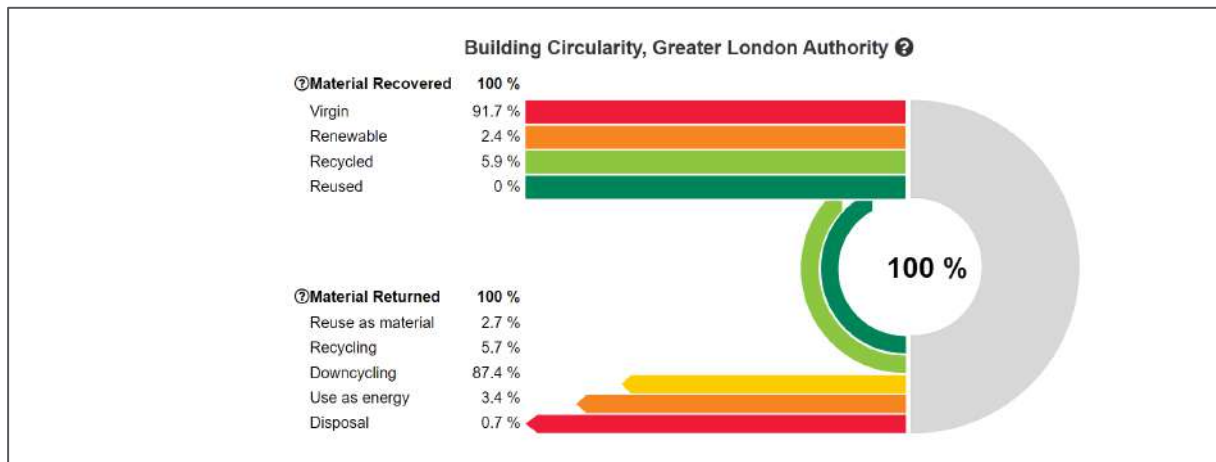 Building Circularity, Greater London Authority ?
?Material Recovered 100 %
Virgin 91.7 %
Renewable 2.4 %
Recycled 5.9 %
Reused 0 %
100 %
?Material Returned 100 %
Reuse as material 2.7 %
Recycling 5.7 %
Downcycling 87.4 %
Use as energy 3.4 %
Disposal 0.7 %